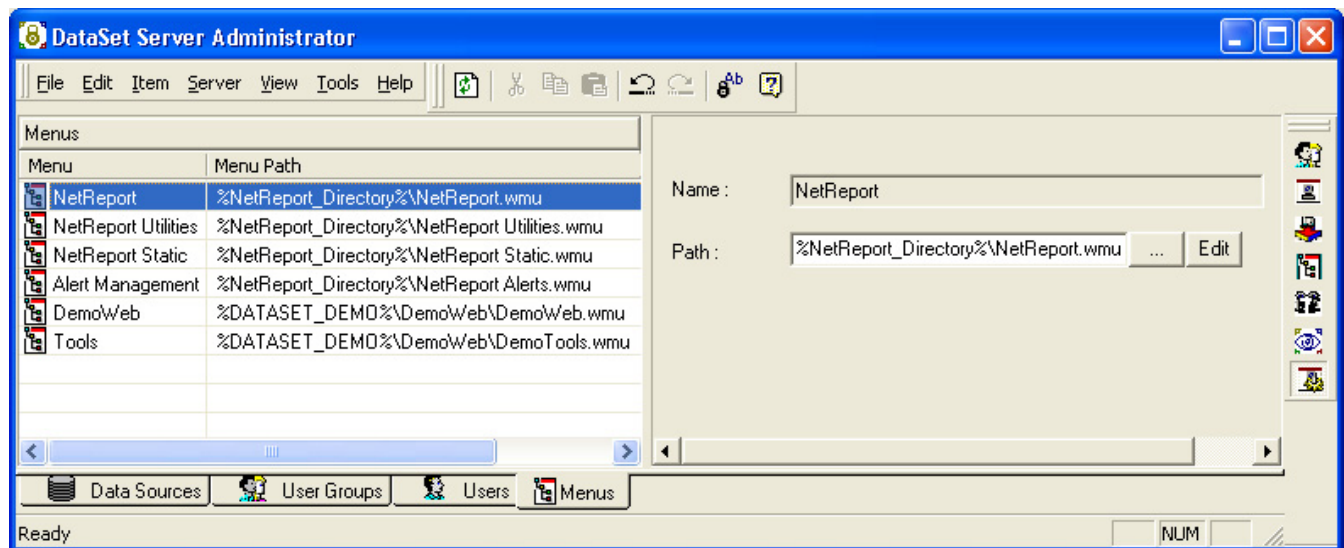 DataSet Server Administrator
File Edit Item Server View Tools Help Ab ?
Menus
Menu Menu Path
NetReport %NetReport_Directory%\NetReport.wmu
NetReport Utilities %NetReport_Directory%\NetReport Utilities.wmu
NetReport Static %NetReport_Directory%\NetReport Static.wmu
Alert Management %NetReport_Directory%\NetReport Alerts.wmu
DemoWeb %DATASET_DEMO%\DemoWeb\DemoWeb.wmu
Tools %DATASET_DEMO%\DemoWeb\DemoTools.wmu
Name : NetReport
Path : %NetReport_Directory%\NetReport.wmu ... Edit
Data Sources User Groups Users Menus
Ready NUM